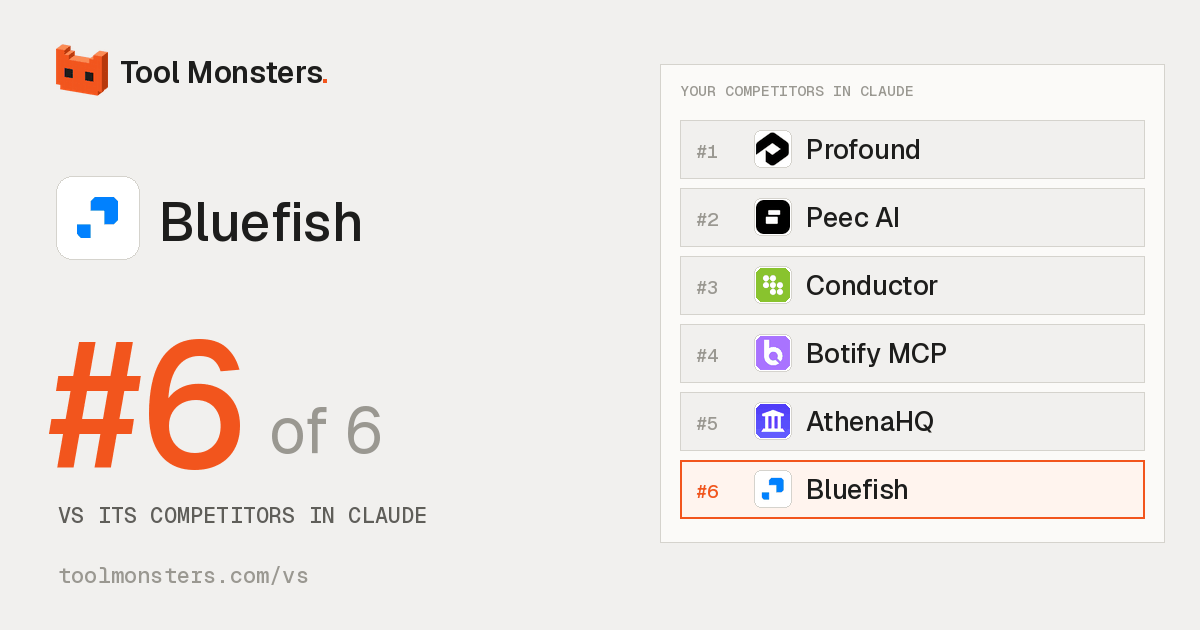 Tool Monsters.
Bluefish
#6 of 6
VS ITS COMPETITORS IN CLAUDE
toolmonsters.com/vs
YOUR COMPETITORS IN CLAUDE
#1 Profound
#2 Peec AI
#3 Conductor
#4 Botify MCP
#5 AthenaHQ
#6 Bluefish